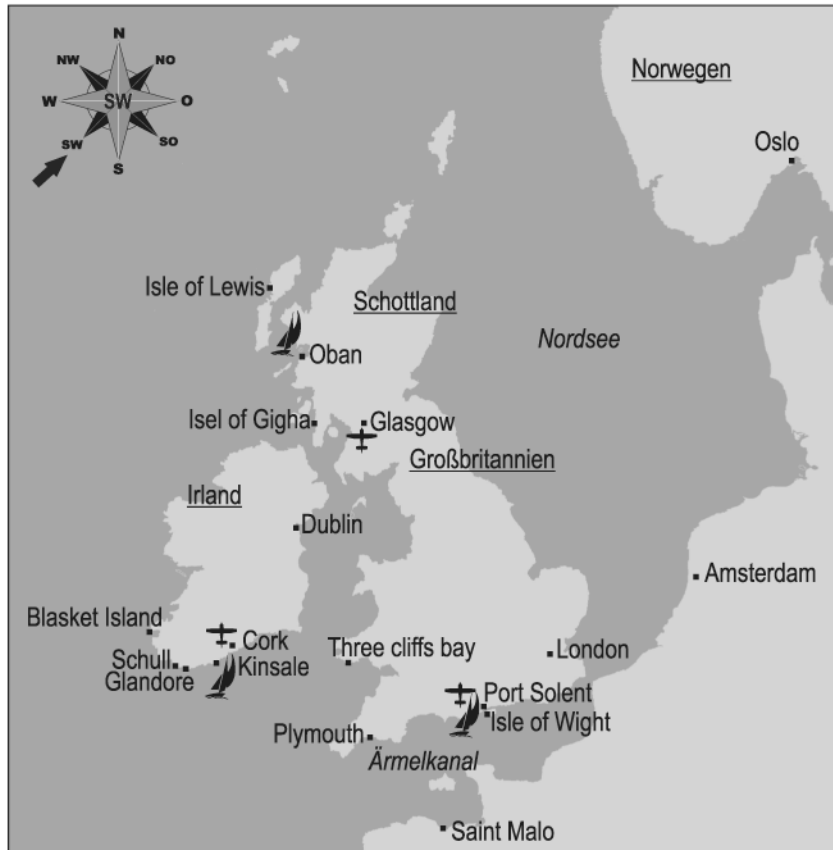 N
NW
NO
W
SW
O
SW
SO
S
Norwegen
Oslo
Isle of Lewis
Schottland
Nordsee
Oban
Isel of Gigha
Glasgow
Großbritannien
Irland
Dublin
Amsterdam
Blasket Island
Cork
Three cliffs bay
London
Schull
Kinsale
Glandore
Port Solent
Isle of Wight
Plymouth
Ärmelkanal
Saint Malo